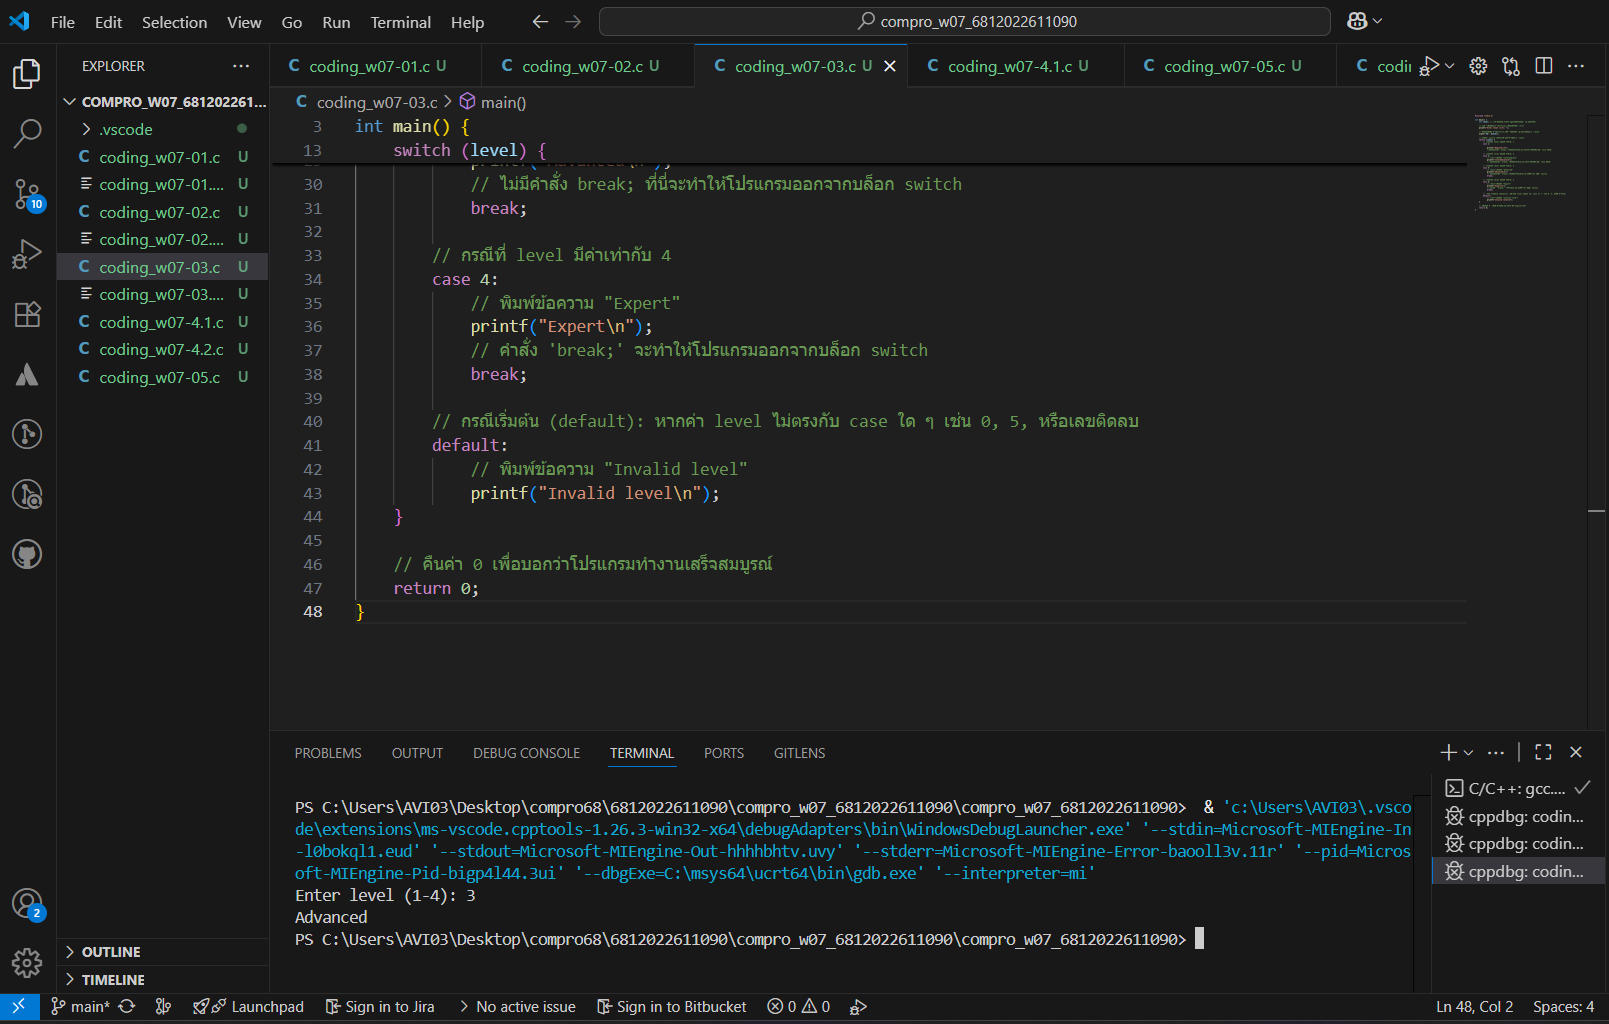 File Edit Selection View Go Run Terminal Help
compro_w07_6812022611090
EXPLORER
COMPRO_W07_681202261...
.vscode
C coding_w07-01.c U
coding_w07-01.... U
C coding_w07-02.c U
coding_w07-02.... U
C coding_w07-03.c U
coding_w07-03.... U
C coding_w07-4.1.c U
C coding_w07-4.2.c U
C coding_w07-05.c U
OUTLINE
TIMELINE
10
2
C coding_w07-01.c U
C coding_w07-02.c U
C coding_w07-03.c U
C coding_w07-4.1.c U
C coding_w07-05.c U
C codin
C coding_w07-03.c > main()
3 int main() {
13 switch (level) {
30 // ไม่มีคำสั่ง break; ที่นี่จะทำให้โปรแกรมออกจากบล็อก switch
31 break;
32
33 // กรณีที่ level มีค่าเท่ากับ 4
34 case 4:
35 // พิมพ์ข้อความ "Expert"
36 printf("Expert\n");
37 // คำสั่ง 'break;' จะทำให้โปรแกรมออกจากบล็อก switch
38 break;
39
40 // กรณีเริ่มต้น (default): หากค่า level ไม่ตรงกับ case ใด ๆ เช่น 0, 5, หรือเลขติดลบ
41 default:
42 // พิมพ์ข้อความ "Invalid level"
43 printf("Invalid level\n");
44 }
45
46 // คืนค่า 0 เพื่อบอกว่าโปรแกรมทำงานเสร็จสมบูรณ์
47 return 0;
48 }
PROBLEMS OUTPUT DEBUG CONSOLE TERMINAL PORTS GITLENS
PS C:\Users\AVI03\Desktop\compro68\6812022611090\compro_w07_6812022611090\compro_w07_6812022611090> & 'c:\Users\AVI03\.vsco
de\extensions\ms-vscode.cpptools-1.26.3-win32-x64\debugAdapters\bin\WindowsDebugLauncher.exe' '--stdin=Microsoft-MIEngine-In
-l0bokql1.eud' '--stdout=Microsoft-MIEngine-Out-hhhhbhtv.uvy' '--stderr=Microsoft-MIEngine-Error-baooll3v.11r' '--pid=Micros
oft-MIEngine-Pid-bigp4l44.3ui' '--dbgExe=C:\msys64\ucrt64\bin\gdb.exe' '--interpreter=mi'
Enter level (1-4): 3
Advanced
PS C:\Users\AVI03\Desktop\compro68\6812022611090\compro_w07_6812022611090\compro_w07_6812022611090>
C/C++: gcc....
cppdbg: codin...
cppdbg: codin...
cppdbg: codin...
main* Launchpad Sign in to Jira > No active issue Sign in to Bitbucket 0 0 Ln 48, Col 2 Spaces: 4